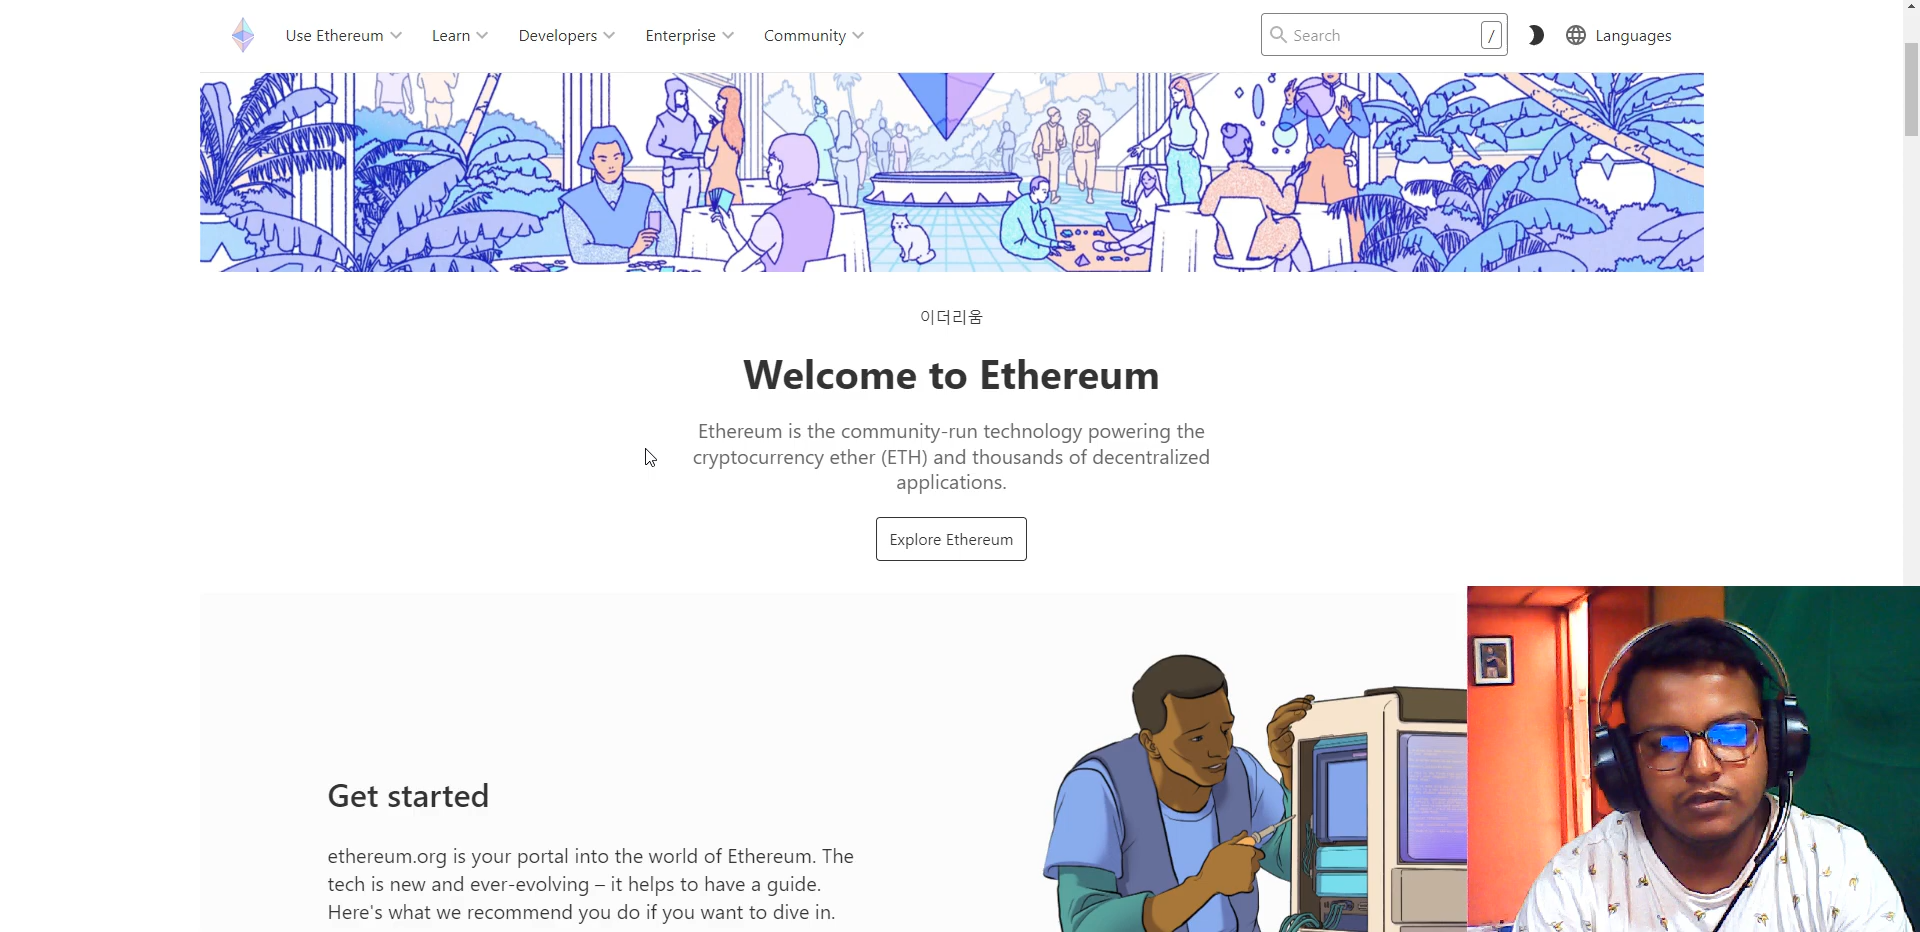 Use Ethereum Learn Developers Enterprise Community Search / Languages
이더리움
Welcome to Ethereum
Ethereum is the community-run technology powering the
cryptocurrency ether (ETH) and thousands of decentralized
applications.
Explore Ethereum
Get started
ethereum.org is your portal into the world of Ethereum. The
tech is new and ever-evolving – it helps to have a guide.
Here's what we recommend you do if you want to dive in.